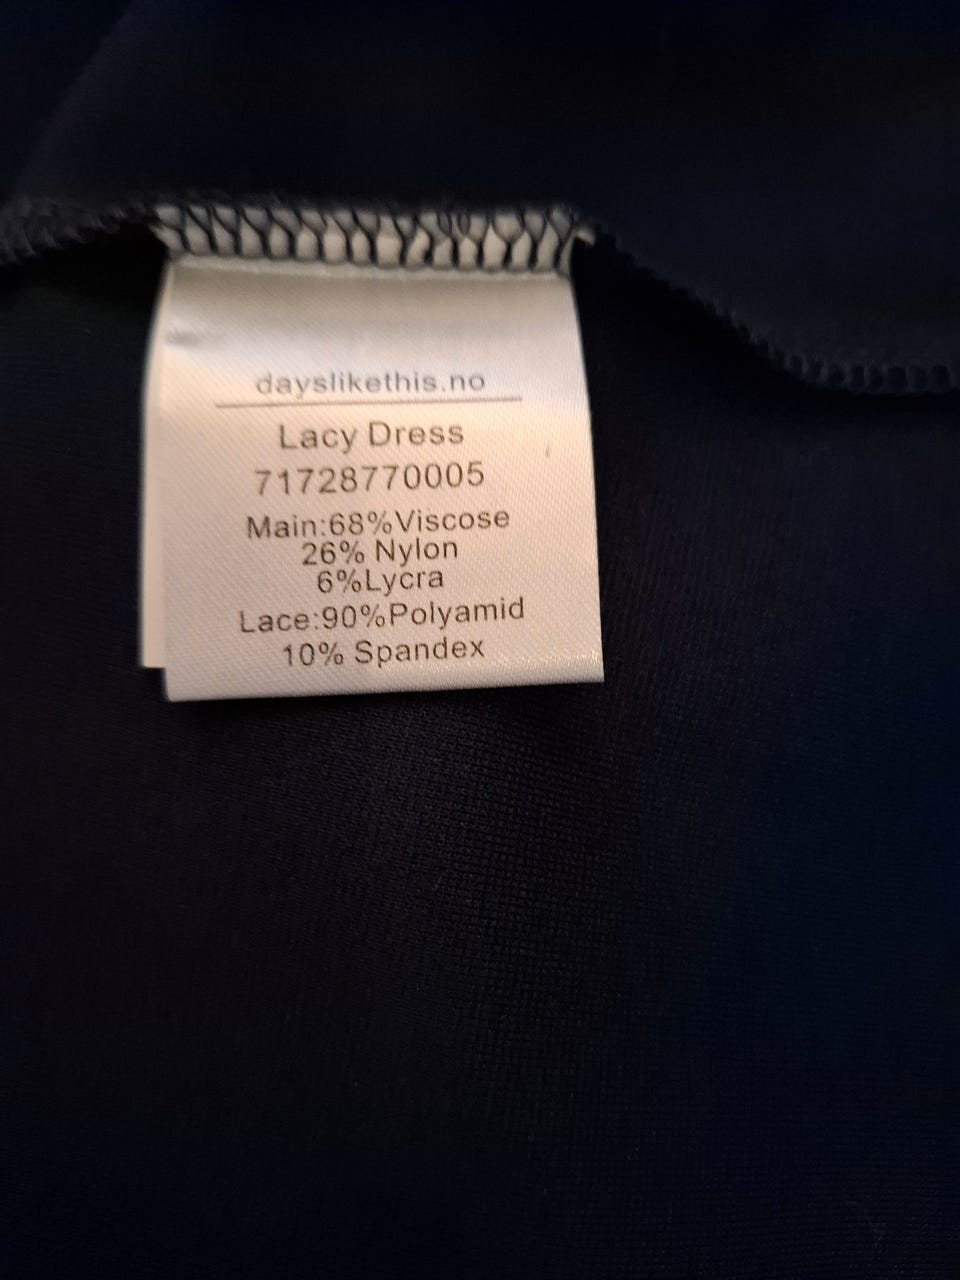 dayslikethis.no
Lacy Dress
71728770005
Main:68%Viscose
26% Nylon
6%Lycra
Lace:90%Polyamid
10% Spandex